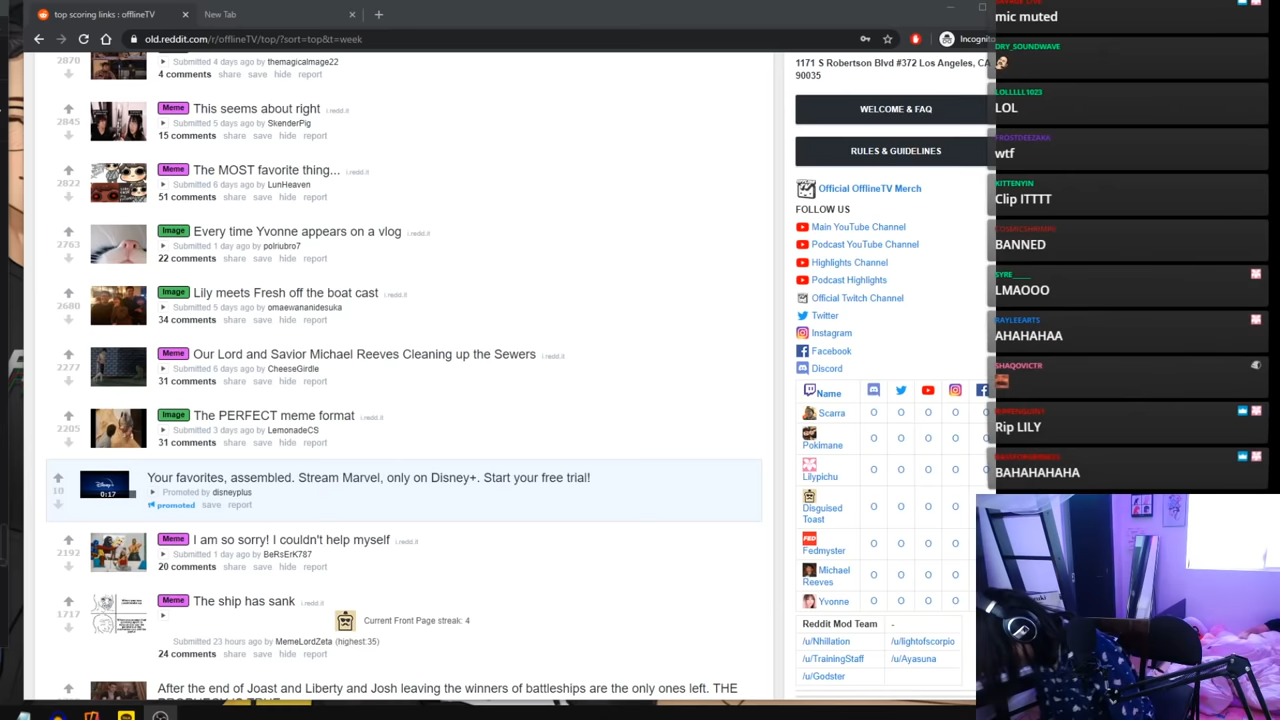 top scoring links : offlineTV
New Tab
old.reddit.com/r/offlineTV/top/?sort=top&t=week
Incognito
2870
Submitted 4 days ago by themagicalmage22
4 comments share save hide report
2845
Meme This seems about right i.redd.it
Submitted 5 days ago by SkenderPig
15 comments share save hide report
2822
Meme The MOST favorite thing... i.redd.it
Submitted 6 days ago by LunHeaven
51 comments share save hide report
2763
Image Every time Yvonne appears on a vlog i.redd.it
Submitted 1 day ago by polriubro7
22 comments share save hide report
2680
Image Lily meets Fresh off the boat cast i.redd.it
Submitted 5 days ago by omaewananidesuka
34 comments share save hide report
2277
Meme Our Lord and Savior Michael Reeves Cleaning up the Sewers i.redd.it
Submitted 6 days ago by CheeseGirdle
31 comments share save hide report
2205
Image The PERFECT meme format i.redd.it
Submitted 3 days ago by LemonadeCS
31 comments share save hide report
10
Disney+
0:17
Your favorites, assembled. Stream Marvel, only on Disney+. Start your free trial!
Promoted by disneyplus
promoted save report
2192
Meme I am so sorry! I couldn't help myself i.redd.it
Submitted 1 day ago by BeRsErK787
20 comments share save hide report
1717
Meme The ship has sank i.redd.it
Current Front Page streak: 4
Submitted 23 hours ago by MemeLordZeta (highest:35)
24 comments share save hide report
After the end of Joast and Liberty and Josh leaving the winners of battleships are the only ones left. THE
1171 S Robertson Blvd #372 Los Angeles, CA
90035
WELCOME & FAQ
RULES & GUIDELINES
Official OfflineTV Merch
FOLLOW US
Main YouTube Channel
Podcast YouTube Channel
Highlights Channel
Podcast Highlights
Official Twitch Channel
Twitter
Instagram
Facebook
Discord
Name
Scarra O O O O O
Pokimane O O O O O
Lilypichu O O O O O
Disguised Toast O O O O O
Fedmyster O O O O O
Michael Reeves O O O O O
Yvonne O O O O O
Reddit Mod Team -
/u/Nhillation /u/lightofscorpio
/u/TrainingStaff /u/Ayasuna
/u/Godster
mic muted
DRY_SOUNDWAVE
LOLLLLL1023
LOL
FROSTDEEZAKA
wtf
KITTENYIN
Clip ITTTT
BANNED
SYRE_____
LMAOOO
RAYLEEARTS
AHAHAHAA
SHAQOVICTR
Rip LILY
BAHAHAHAHA